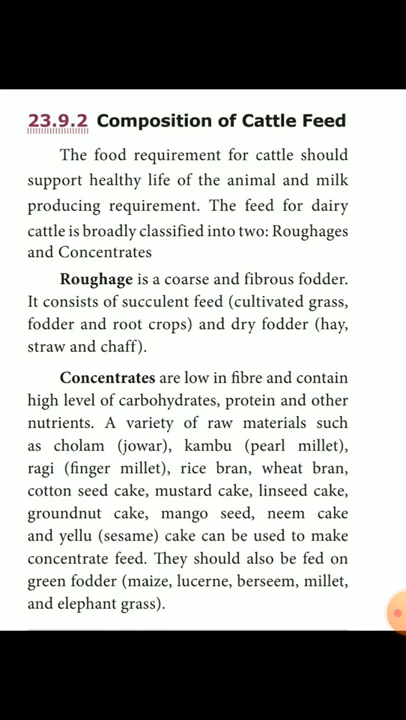 23.9.2 Composition of Cattle Feed
The food requirement for cattle should
support healthy life of the animal and milk
producing requirement. The feed for dairy
cattle is broadly classified into two: Roughages
and Concentrates
Roughage is a coarse and fibrous fodder.
It consists of succulent feed (cultivated grass,
fodder and root crops) and dry fodder (hay,
straw and chaff).
Concentrates are low in fibre and contain
high level of carbohydrates, protein and other
nutrients. A variety of raw materials such
as cholam (jowar), kambu (pearl millet),
ragi (finger millet), rice bran, wheat bran,
cotton seed cake, mustard cake, linseed cake,
groundnut cake, mango seed, neem cake
and yellu (sesame) cake can be used to make
concentrate feed. They should also be fed on
green fodder (maize, lucerne, berseem, millet,
and elephant grass).